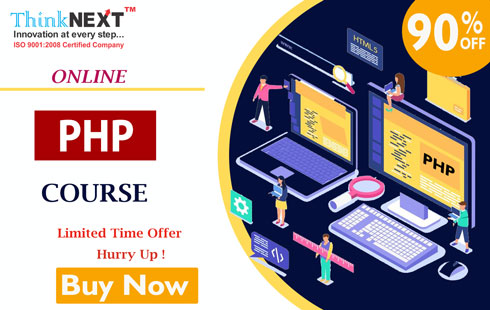 ThinkNEXT™
Innovation at every step...
ISO 9001:2008 Certified Company
90%
OFF
ONLINE
PHP
COURSE
Limited Time Offer
Hurry Up !
Buy Now
HTML5
PHP